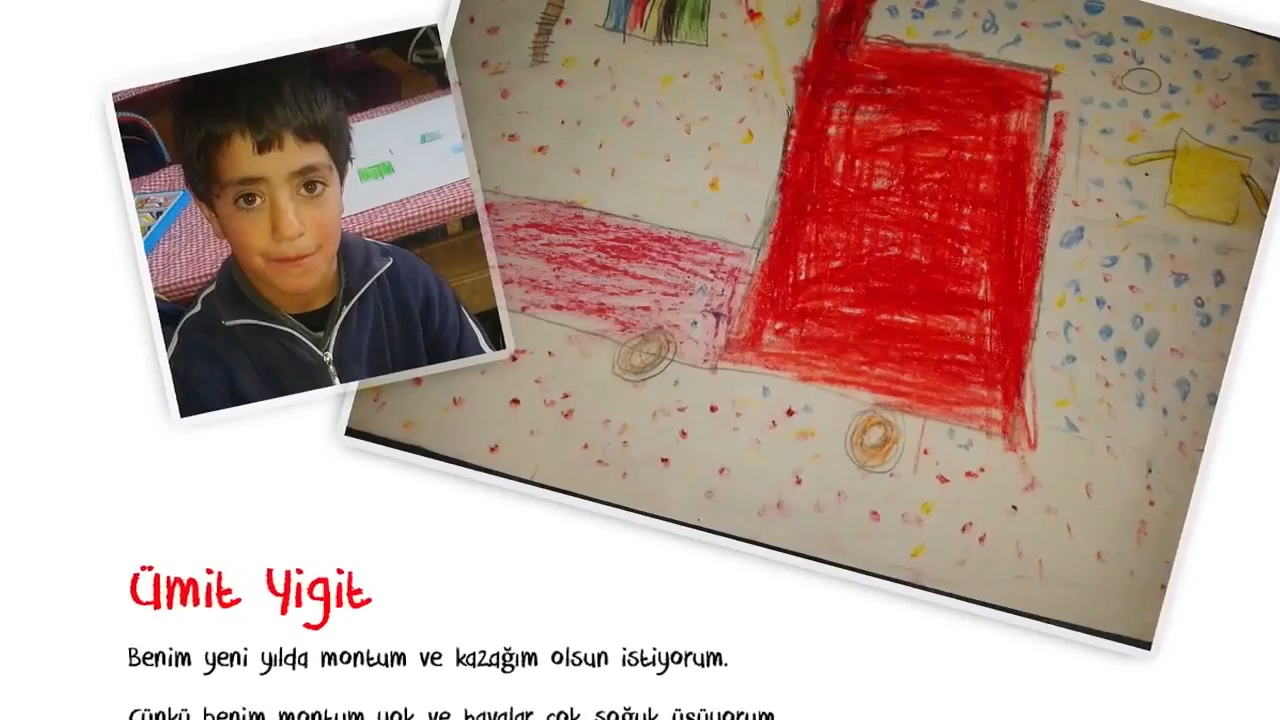 Ümit Yigit
Benim yeni yılda montum ve kazağım olsun istiyorum.
Çünkü benim montum yok ve havalar çok soğuk üşüyorum.